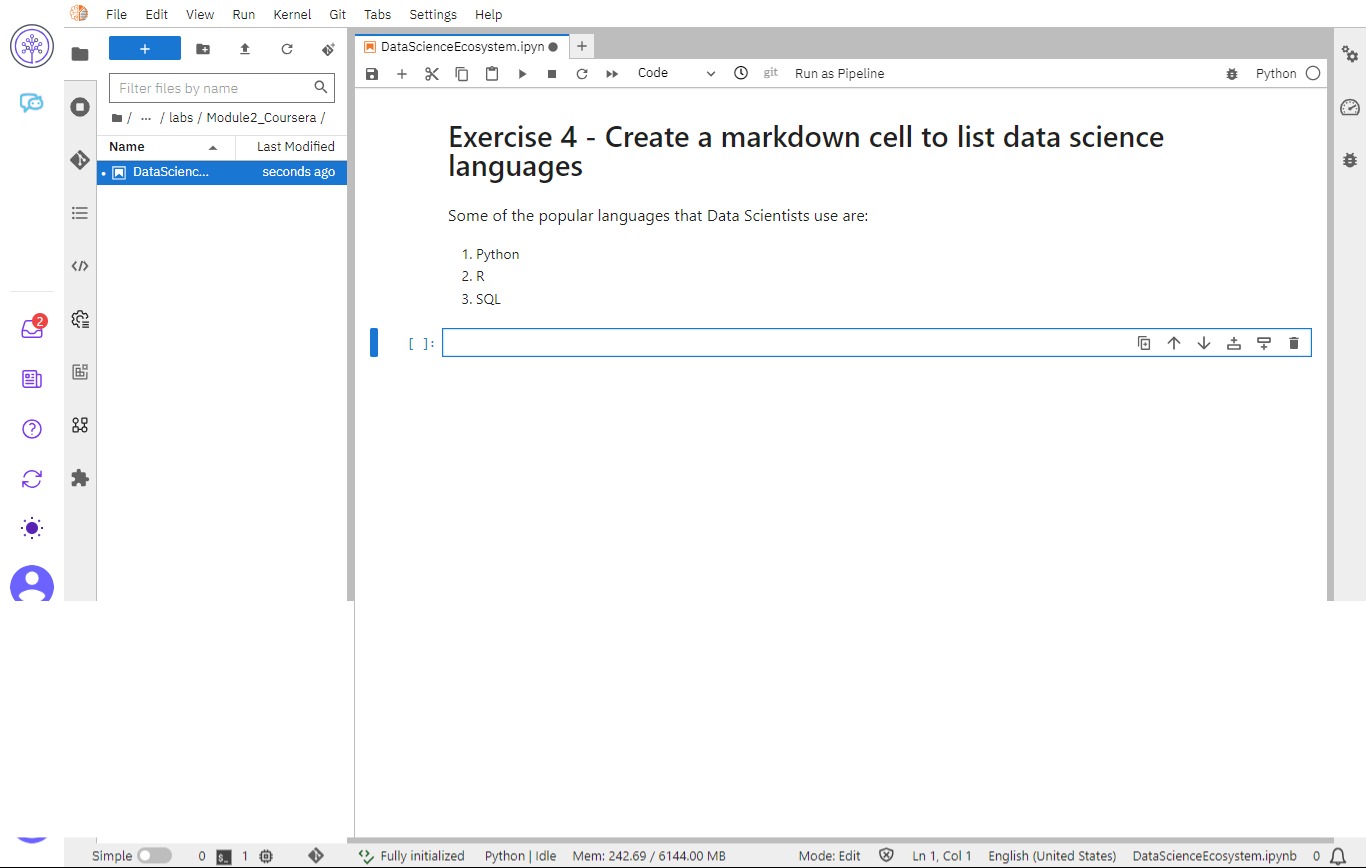 File Edit View Run Kernel Git Tabs Settings Help
+
Filter files by name
/ ... / labs / Module2_Coursera /
Name Last Modified
• DataScienc... seconds ago
2
DataScienceEcosystem.ipyn
+
Code git Run as Pipeline Python
Exercise 4 - Create a markdown cell to list data science
languages
Some of the popular languages that Data Scientists use are:
1. Python
2. R
3. SQL
[ ]:
Simple 0 $_ 1 Fully initialized Python | Idle Mem: 242.69 / 6144.00 MB Mode: Edit Ln 1, Col 1 English (United States) DataScienceEcosystem.ipynb 0